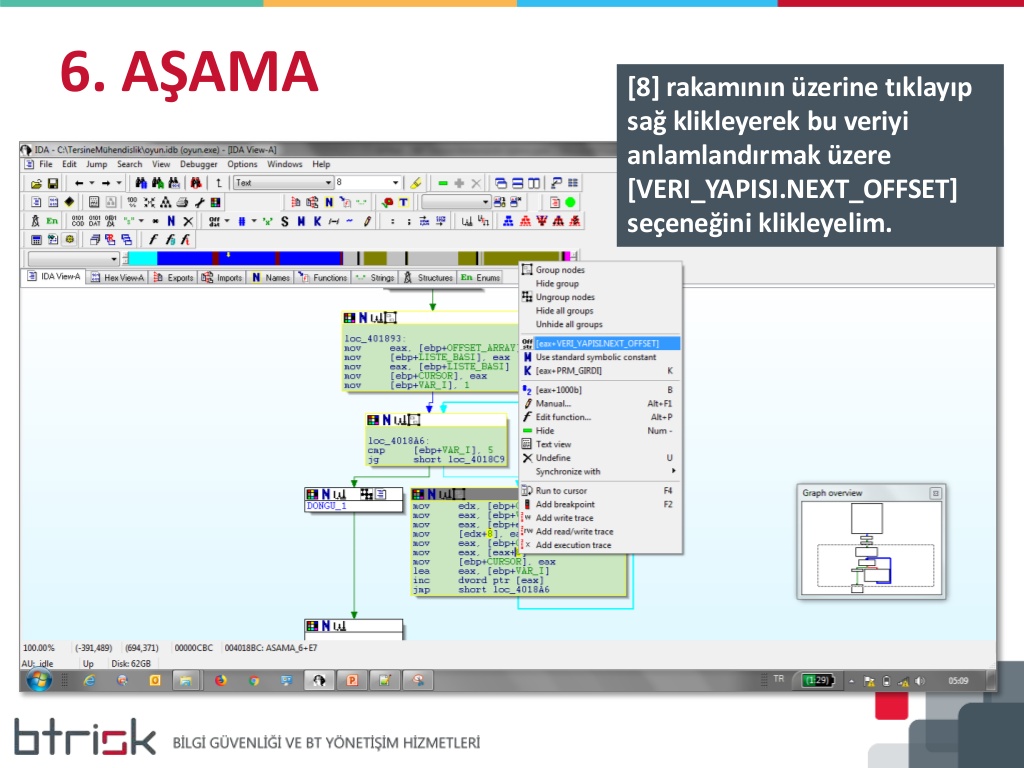 6. AŞAMA
[8] rakamının üzerine tıklayıp
sağ klikleyerek bu veriyi
anlamlandırmak üzere
[VERI_YAPISI.NEXT_OFFSET]
seçeneğini klikleyelim.
IDA - C:\TersineMühendislik\oyun.idb (oyun.exe) - [IDA View-A]
File Edit Jump Search View Debugger Options Windows Help
Text 8
IDA View-A Hex View-A Exports Imports Names Functions Strings Structures Enums
loc_401893:
mov eax, [ebp+OFFSET_ARRAY
mov [ebp+LISTE_BASI], eax
mov eax, [ebp+LISTE_BASI]
mov [ebp+CURSOR], eax
mov [ebp+VAR_I], 1
loc_4018A6:
cmp [ebp+VAR_I], 5
jg short loc_4018C9
DONGU_1
mov edx, [ebp+
mov eax, [ebp+
mov eax, [ebp+
mov [edx+8], ea
mov eax, [ebp+
mov eax, [eax+
mov [ebp+CURSOR], eax
lea eax, [ebp+VAR_I]
inc dword ptr [eax]
jmp short loc_4018A6
Group nodes
Hide group
Ungroup nodes
Hide all groups
Unhide all groups
[eax+VERI_YAPISI.NEXT_OFFSET]
Use standard symbolic constant
[eax+PRM_GIRDI] K
[eax+1000b] B
Manual... Alt+F1
Edit function... Alt+P
Hide Num -
Text view
Undefine U
Synchronize with
Run to cursor F4
Add breakpoint F2
Add write trace
Add read/write trace
Add execution trace
Graph overview
100.00% (-391,489) (694,371) 00000CBC 004018BC: ASAMA_6+E7
AU: idle Up Disk: 62GB
TR (1:29) 05:09
btrisk BİLGİ GÜVENLİĞİ VE BT YÖNETİŞİM HİZMETLERİ